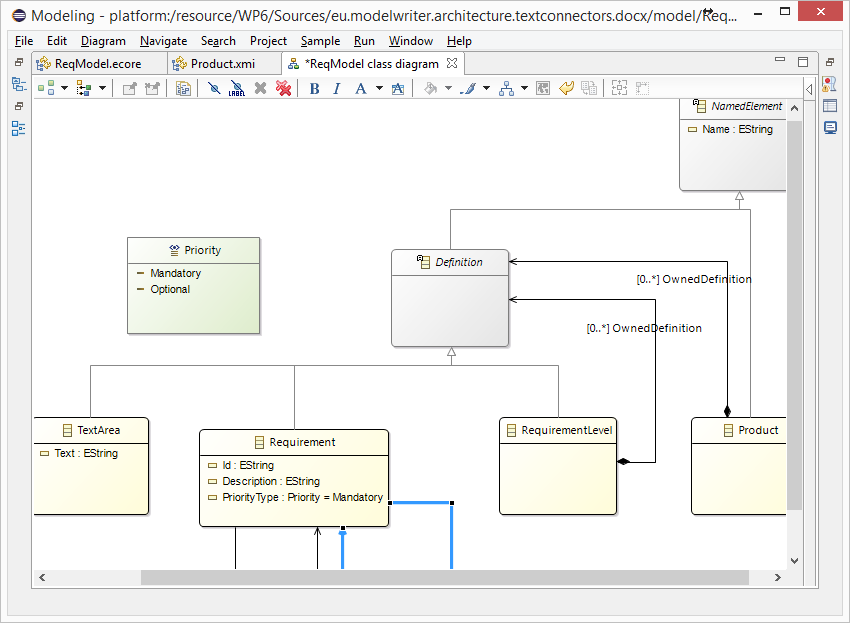 Modeling - platform:/resource/WP6/Sources/eu.modelwriter.architecture.textconnectors.docx/model/Req...
File Edit Diagram Navigate Search Project Sample Run Window Help
ReqModel.ecore Product.xmi *ReqModel class diagram
LABEL B I A A
NamedElement
Name : EString
Priority
Mandatory
Optional
Definition
[0..*] OwnedDefinition
[0..*] OwnedDefinition
TextArea
Text : EString
Requirement
Id : EString
Description : EString
PriorityType : Priority = Mandatory
RequirementLevel
Product